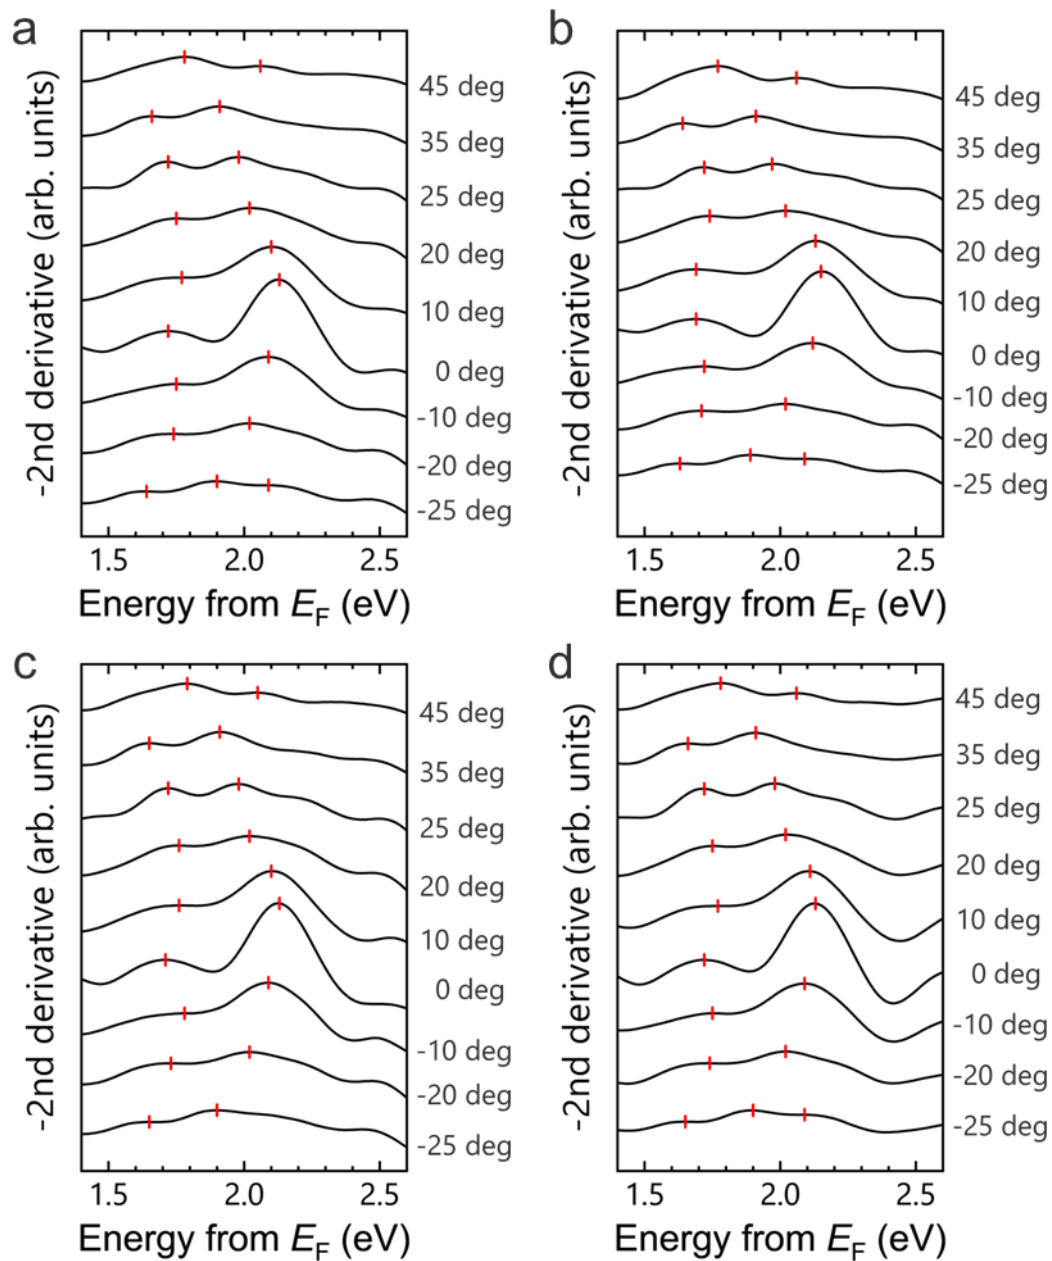 a
-2nd derivative (arb. units)
45 deg
35 deg
25 deg
20 deg
10 deg
0 deg
-10 deg
-20 deg
-25 deg
1.5 2.0 2.5
Energy from EF (eV)
b
-2nd derivative (arb. units)
45 deg
35 deg
25 deg
20 deg
10 deg
0 deg
-10 deg
-20 deg
-25 deg
1.5 2.0 2.5
Energy from EF (eV)
c
-2nd derivative (arb. units)
45 deg
35 deg
25 deg
20 deg
10 deg
0 deg
-10 deg
-20 deg
-25 deg
1.5 2.0 2.5
Energy from EF (eV)
d
-2nd derivative (arb. units)
45 deg
35 deg
25 deg
20 deg
10 deg
0 deg
-10 deg
-20 deg
-25 deg
1.5 2.0 2.5
Energy from EF (eV)